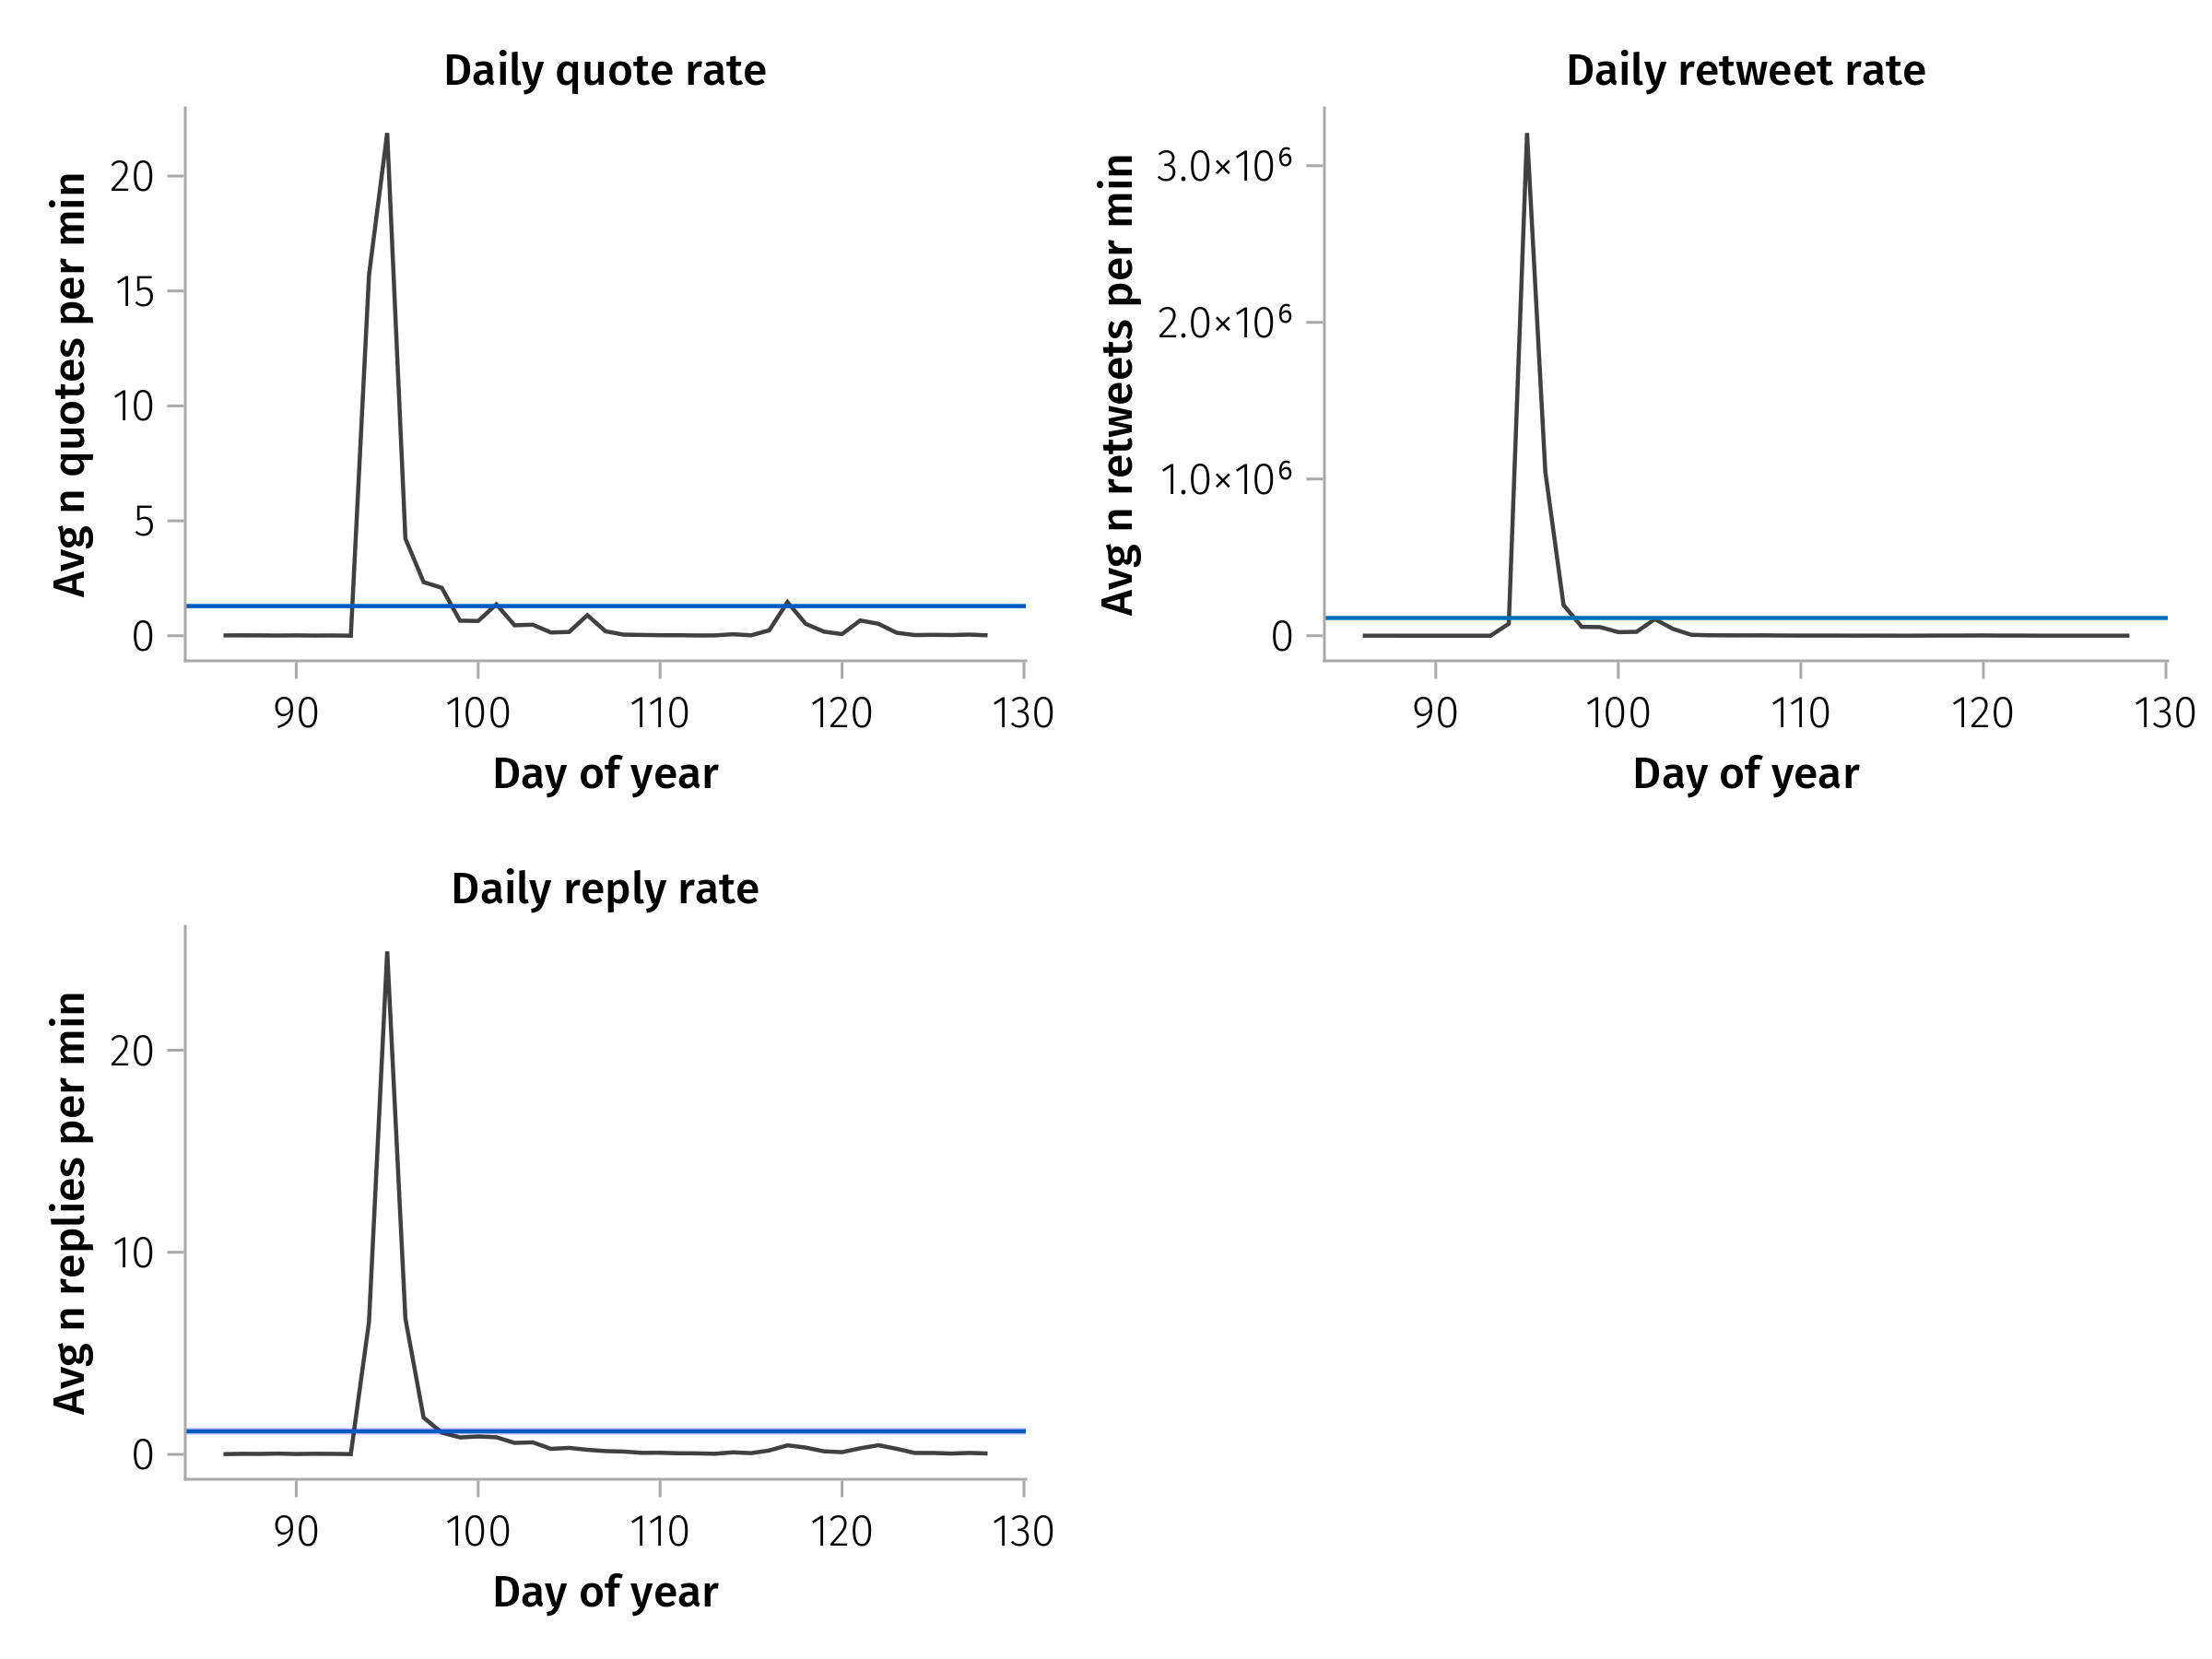 Daily quote rate
Avg n quotes per min
20
15
10
5
0
90 100 110 120 130
Day of year
Daily retweet rate
Avg n retweets per min
3.0×10⁶
2.0×10⁶
1.0×10⁶
0
90 100 110 120 130
Day of year
Daily reply rate
Avg n replies per min
20
10
0
90 100 110 120 130
Day of year